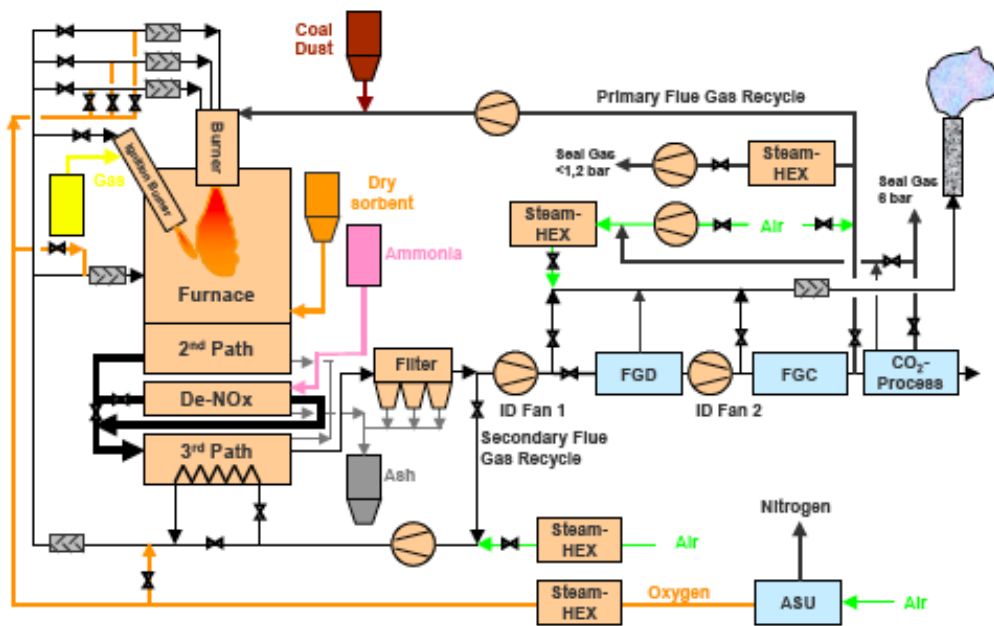 Coal
Dust
Primary Flue Gas Recycle
Burner
Ignition Burner
Gas
Seal Gas
<1,2 bar
Steam-
HEX
Seal Gas
6 bar
Dry
sorbent
Steam-
HEX
Air
Ammonia
Furnace
2nd Path
Filter
De-NOx
ID Fan 1
FGD
ID Fan 2
FGC
CO2-
Process
3rd Path
Secondary Flue
Gas Recycle
Ash
Nitrogen
Steam-
HEX
Air
Steam-
HEX
Oxygen
ASU
Air